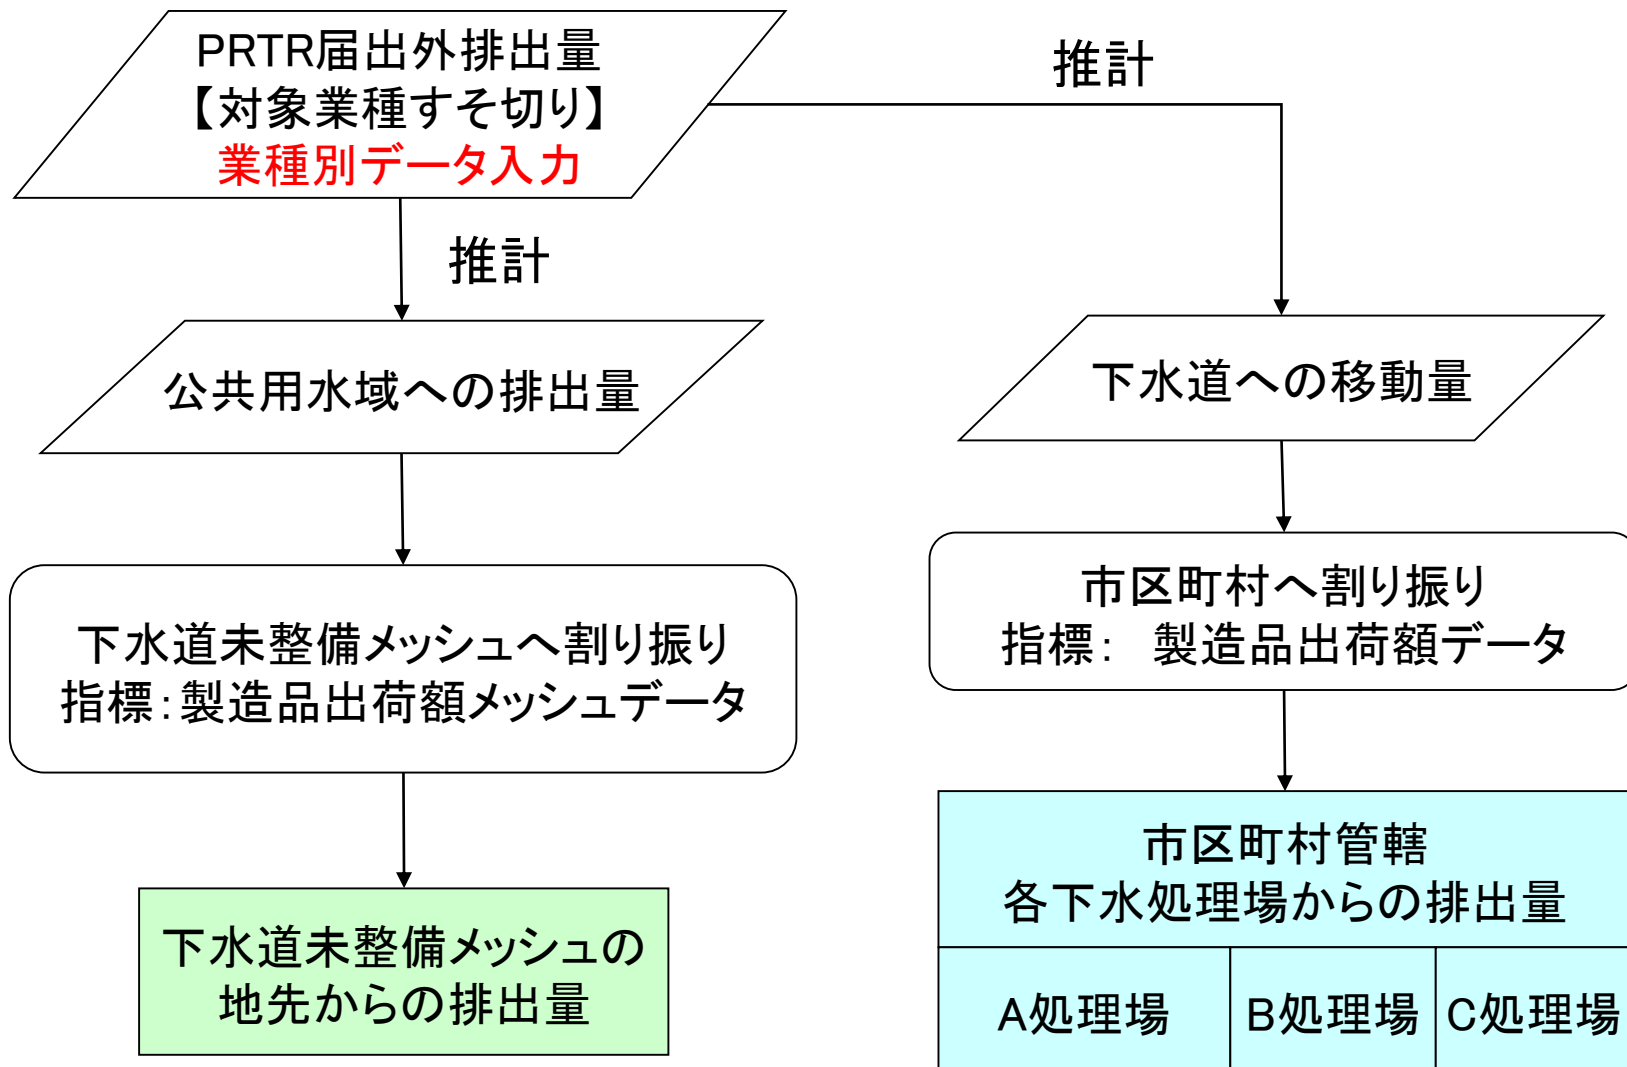 PRTR届出外排出量
【対象業種すそ切り】
業種別データ入力
推計
推計
公共用水域への排出量
下水道への移動量
下水道未整備メッシュへ割り振り
指標：製造品出荷額メッシュデータ
市区町村へ割り振り
指標： 製造品出荷額データ
下水道未整備メッシュの
地先からの排出量
市区町村管轄
各下水処理場からの排出量
A処理場
B処理場
C処理場